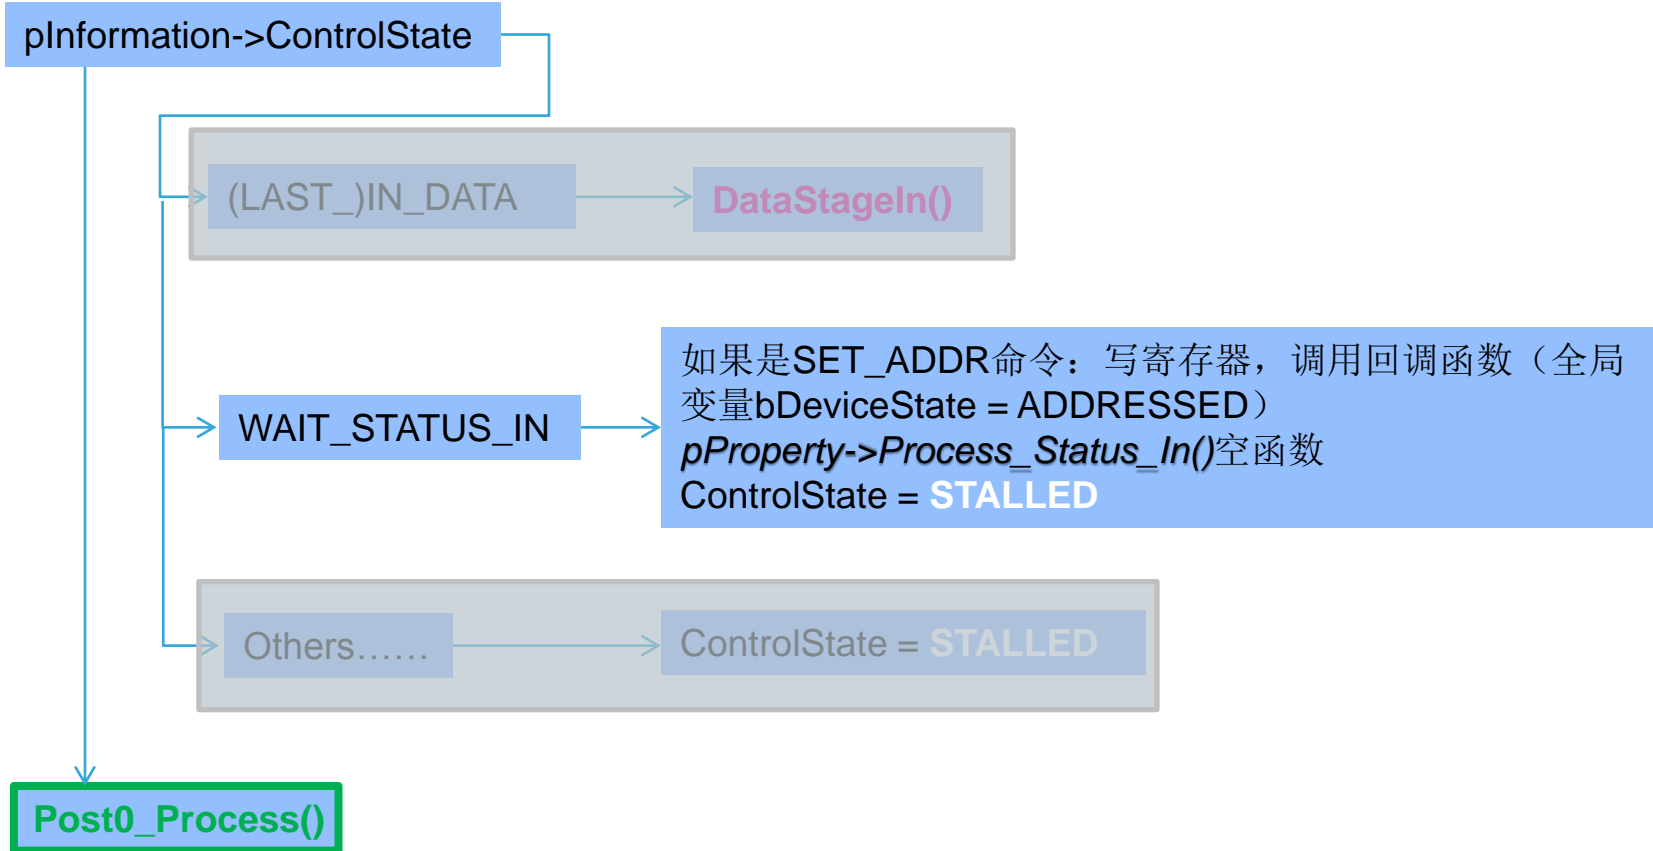 pInformation->ControlState
(LAST_)IN_DATA
DataStageIn()
WAIT_STATUS_IN
如果是SET_ADDR命令：写寄存器，调用回调函数（全局
变量bDeviceState = ADDRESSED）
pProperty->Process_Status_In()空函数
ControlState = STALLED
Others……
ControlState = STALLED
Post0_Process()